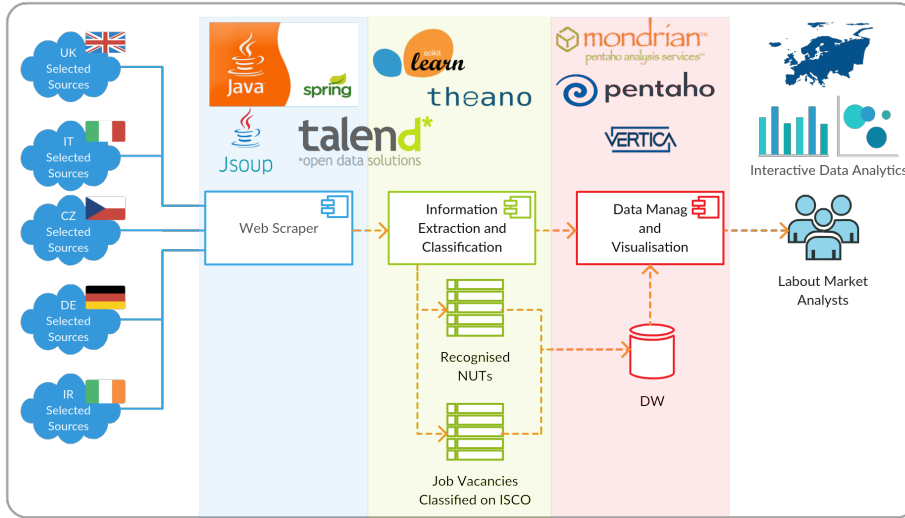 UK
Selected
Sources
IT
Selected
Sources
CZ
Selected
Sources
DE
Selected
Sources
IR
Selected
Sources
Java
spring
Jsoup
talend*
*open data solutions
Web Scraper
scikit
learn
theano
Information
Extraction and
Classification
Recognised
NUTs
Job Vacancies
Classified on ISCO
mondrian™
pentaho analysis services™
pentaho
VERTICA
Data Manag
and
Visualisation
DW
Interactive Data Analytics
Labout Market
Analysts